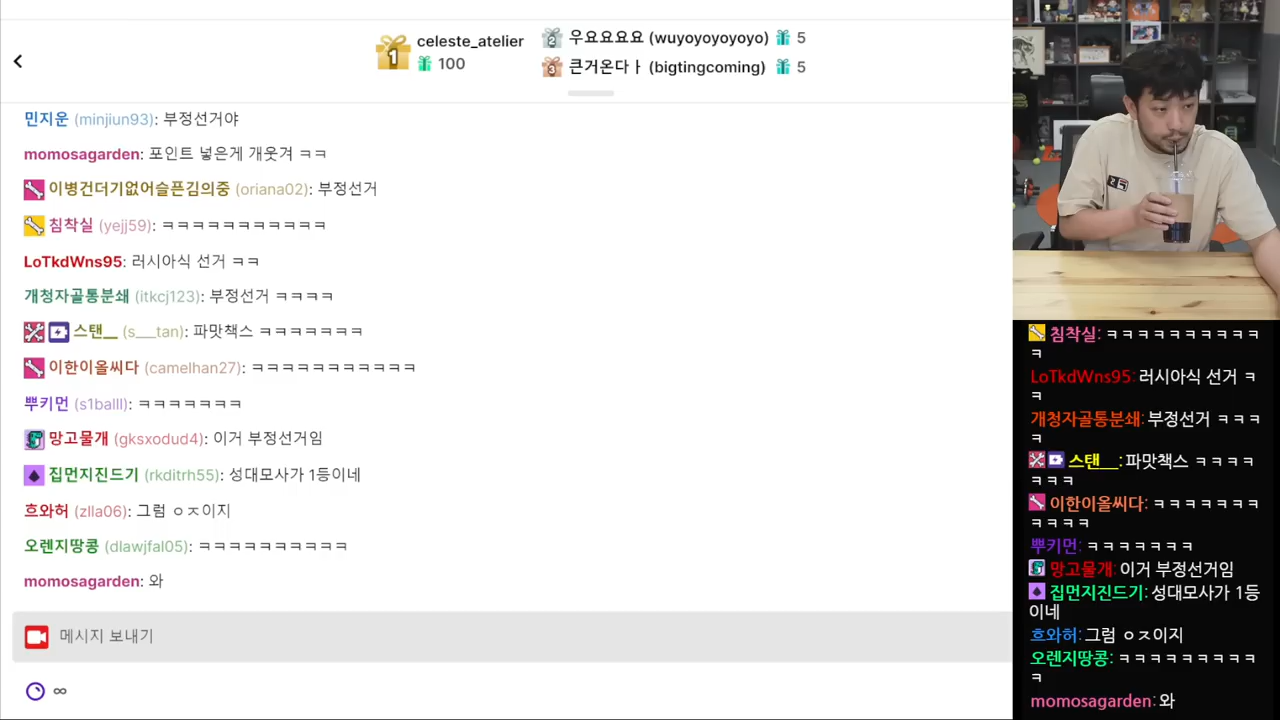 celeste_atelier
100
우요요요요 (wuyoyoyoyoyo) 5
큰거온다ㅏ (bigtingcoming) 5
민지운 (minjiun93): 부정선거야
momosagarden: 포인트 넣은게 개웃겨 ㅋㅋ
이병건더기없어슬픈김의중 (oriana02): 부정선거
침착실 (yejj59): ㅋㅋㅋㅋㅋㅋㅋㅋㅋㅋㅋ
LoTkdWns95: 러시아식 선거 ㅋㅋ
개청자골통분쇄 (itkcj123): 부정선거 ㅋㅋㅋㅋ
스탠__ (s___tan): 파맛책스 ㅋㅋㅋㅋㅋㅋㅋ
이한이올씨다 (camelhan27): ㅋㅋㅋㅋㅋㅋㅋㅋㅋㅋㅋ
뿌키먼 (s1balll): ㅋㅋㅋㅋㅋㅋㅋ
망고물개 (gksxodud4): 이거 부정선거임
집먼지진드기 (rkditrh55): 성대모사가 1등이네
흐와허 (zlla06): 그럼 ㅇㅈ이지
오렌지땅콩 (dlawjfal05): ㅋㅋㅋㅋㅋㅋㅋㅋㅋㅋ
momosagarden: 와
메시지 보내기
∞
침착실: ㅋㅋㅋㅋㅋㅋㅋㅋㅋㅋ
ㅋ
LoTkdWns95: 러시아식 선거 ㅋ
ㅋ
개청자골통분쇄: 부정선거 ㅋㅋㅋ
ㅋ
스탠__: 파맛책스 ㅋㅋㅋㅋ
ㅋㅋㅋ
이한이올씨다: ㅋㅋㅋㅋㅋㅋㅋ
ㅋㅋㅋㅋ
뿌키먼: ㅋㅋㅋㅋㅋㅋㅋ
망고물개: 이거 부정선거임
집먼지진드기: 성대모사가 1등
이네
흐와허: 그럼 ㅇㅈ이지
오렌지땅콩: ㅋㅋㅋㅋㅋㅋㅋㅋㅋ
ㅋ
momosagarden: 와